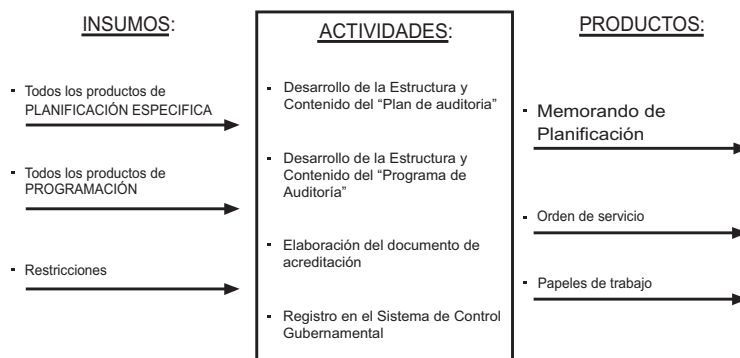 INSUMOS:
▪ Todos los productos de
PLANIFICACIÓN ESPECIFICA
▪ Todos los productos de
PROGRAMACIÓN
▪ Restricciones
ACTIVIDADES:
▪ Desarrollo de la Estructura y
Contenido del “Plan de auditoria”
▪ Desarrollo de la Estructura y
Contenido del “Programa de
Auditoría”
▪ Elaboración del documento de
acreditación
▪ Registro en el Sistema de Control
Gubernamental
PRODUCTOS:
▪ Memorando de
Planificación
▪ Orden de servicio
▪ Papeles de trabajo